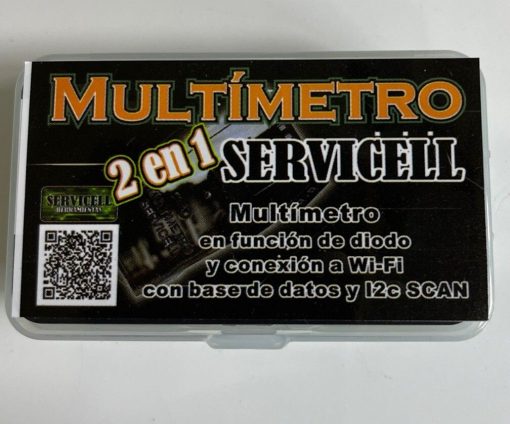 MULTÍMETRO
2 en 1 SERVICELL
SERVICELL
HERRAMIENTAS
Multímetro
en función de diodo
y conexión a Wi-Fi
con base de datos y I2c SCAN